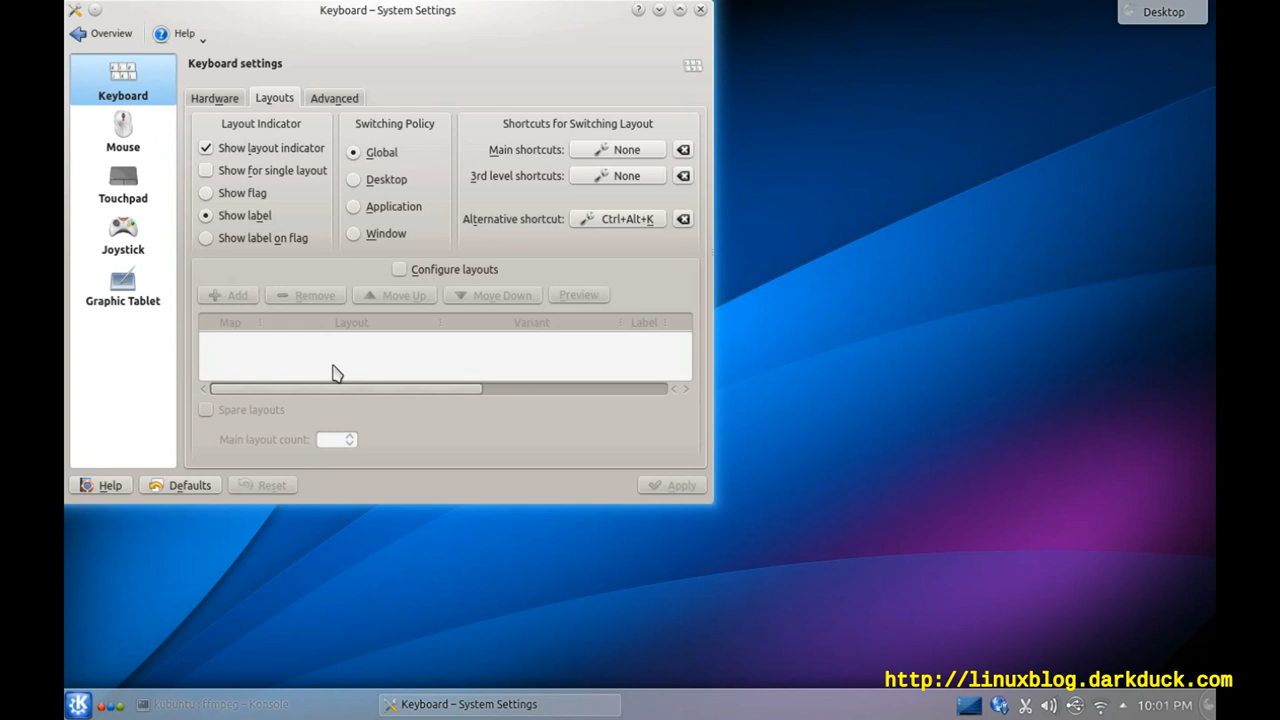 Keyboard – System Settings
Desktop
Overview
Help
Keyboard settings
Keyboard
Mouse
Touchpad
Joystick
Graphic Tablet
Hardware
Layouts
Advanced
Layout Indicator
Show layout indicator
Show for single layout
Show flag
Show label
Show label on flag
Switching Policy
Global
Desktop
Application
Window
Shortcuts for Switching Layout
Main shortcuts: None
3rd level shortcuts: None
Alternative shortcut: Ctrl+Alt+K
Configure layouts
Add Remove Move Up Move Down Preview
Map Layout Variant Label
Spare layouts
Main layout count:
Help Defaults Reset Apply
http://linuxblog.darkduck.com
kubuntu : ffmpeg – Konsole
Keyboard – System Settings
10:01 PM